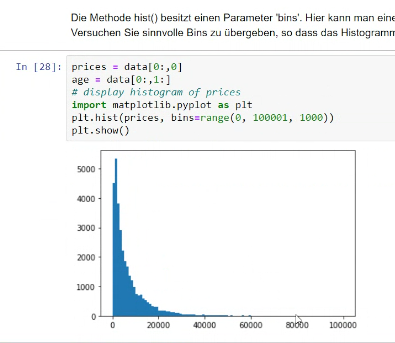 Die Methode hist() besitzt einen Parameter 'bins'. Hier kann man eine
Versuchen Sie sinnvolle Bins zu übergeben, so dass das Histogramm
In [28]: prices = data[0:,0]
age = data[0:,1:]
# display histogram of prices
import matplotlib.pyplot as plt
plt.hist(prices, bins=range(0, 100001, 1000))
plt.show()
5000
4000
3000
2000
1000
0
0 20000 40000 60000 80000 100000